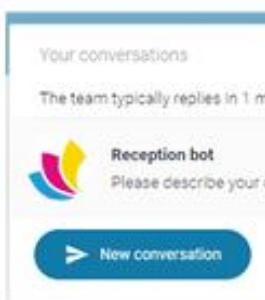 Your conversations
The team typically replies in 1 m
Reception bot
Please describe your
New conversation